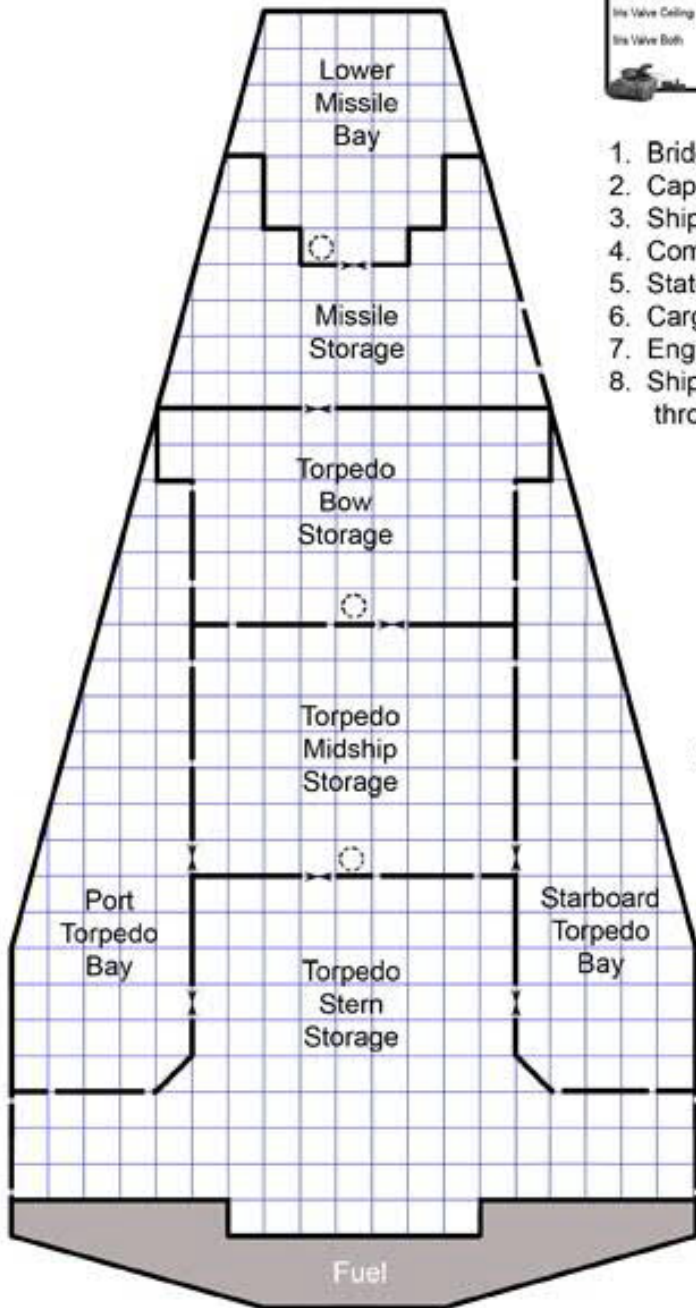 Iris Valve Ceiling
Iris Valve Both
Lower
Missile
Bay
1. Brid
2. Cap
3. Ship
4. Com
5. State
6. Carg
7. Eng
8. Ship
thro
Missile
Storage
Torpedo
Bow
Storage
Torpedo
Midship
Storage
Port
Torpedo
Bay
Starboard
Torpedo
Bay
Torpedo
Stern
Storage
Fuel